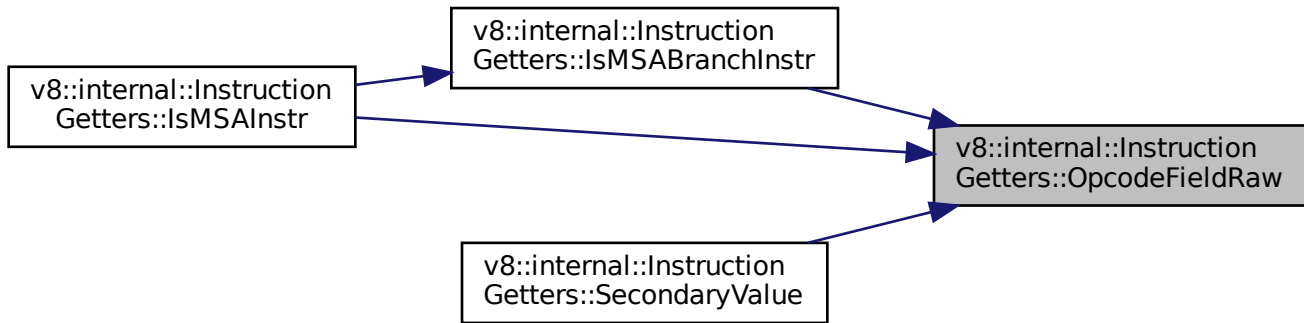 v8::internal::Instruction
Getters::IsMSAInstr
v8::internal::Instruction
Getters::IsMSABranchInstr
v8::internal::Instruction
Getters::OpcodeFieldRaw
v8::internal::Instruction
Getters::SecondaryValue